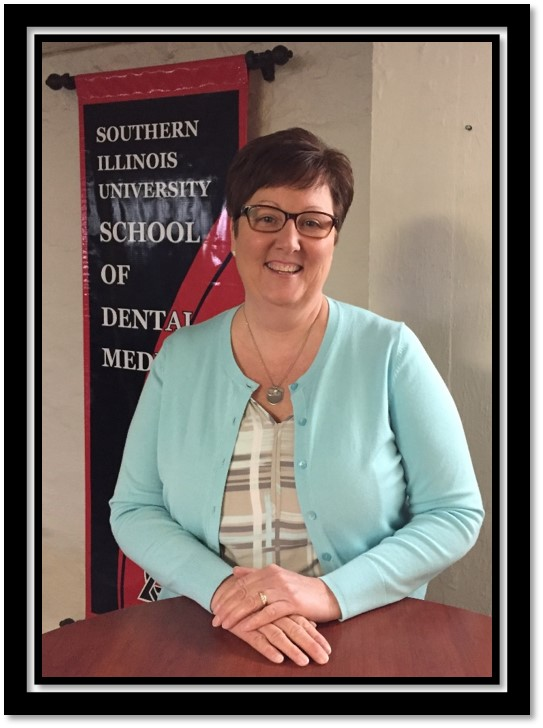 SOUTHERN
ILLINOIS
UNIVERSITY
SCHOOL
OF
DENTAL